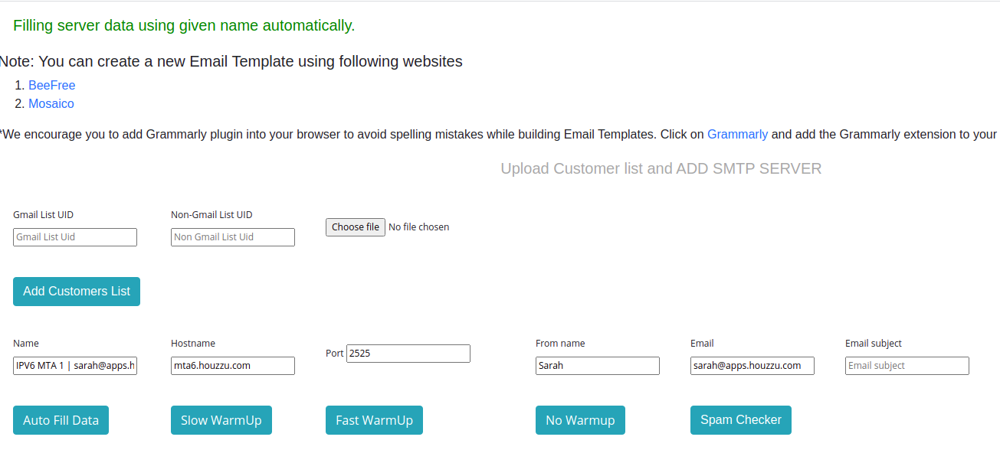 Filling server data using given name automatically.
Note: You can create a new Email Template using following websites
1. BeeFree
2. Mosaico
*We encourage you to add Grammarly plugin into your browser to avoid spelling mistakes while building Email Templates. Click on Grammarly and add the Grammarly extension to your
Upload Customer list and ADD SMTP SERVER
Gmail List UID
Non-Gmail List UID
Gmail List Uid
Non Gmail List Uid
Choose file No file chosen
Add Customers List
Name
Hostname
Port
From name
Email
Email subject
IPV6 MTA 1 | sarah@apps.h
mta6.houzzu.com
2525
Sarah
sarah@apps.houzzu.com
Email subject
Auto Fill Data
Slow WarmUp
Fast WarmUp
No Warmup
Spam Checker